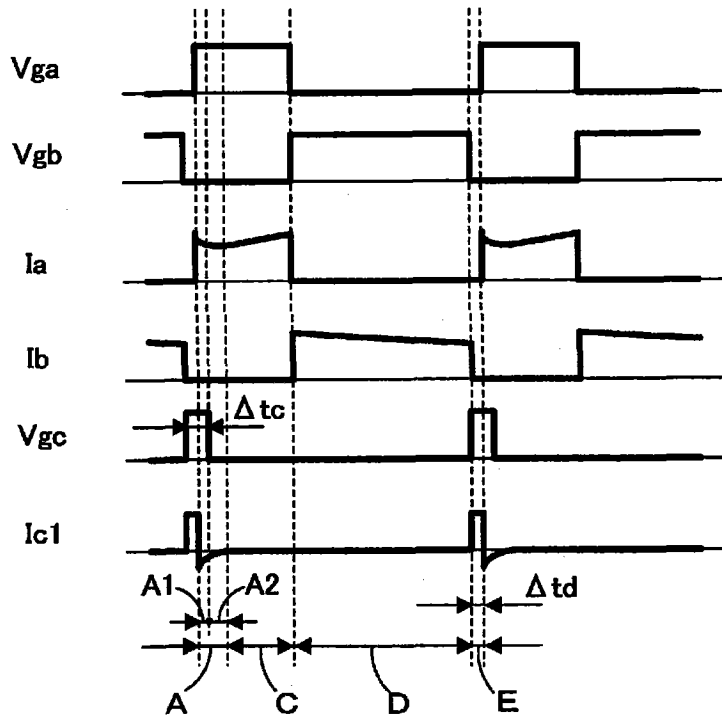 Vga
Vgb
Ia
Ib
Δtc
Vgc
Ic1
A1 A2
Δtd
A C D E